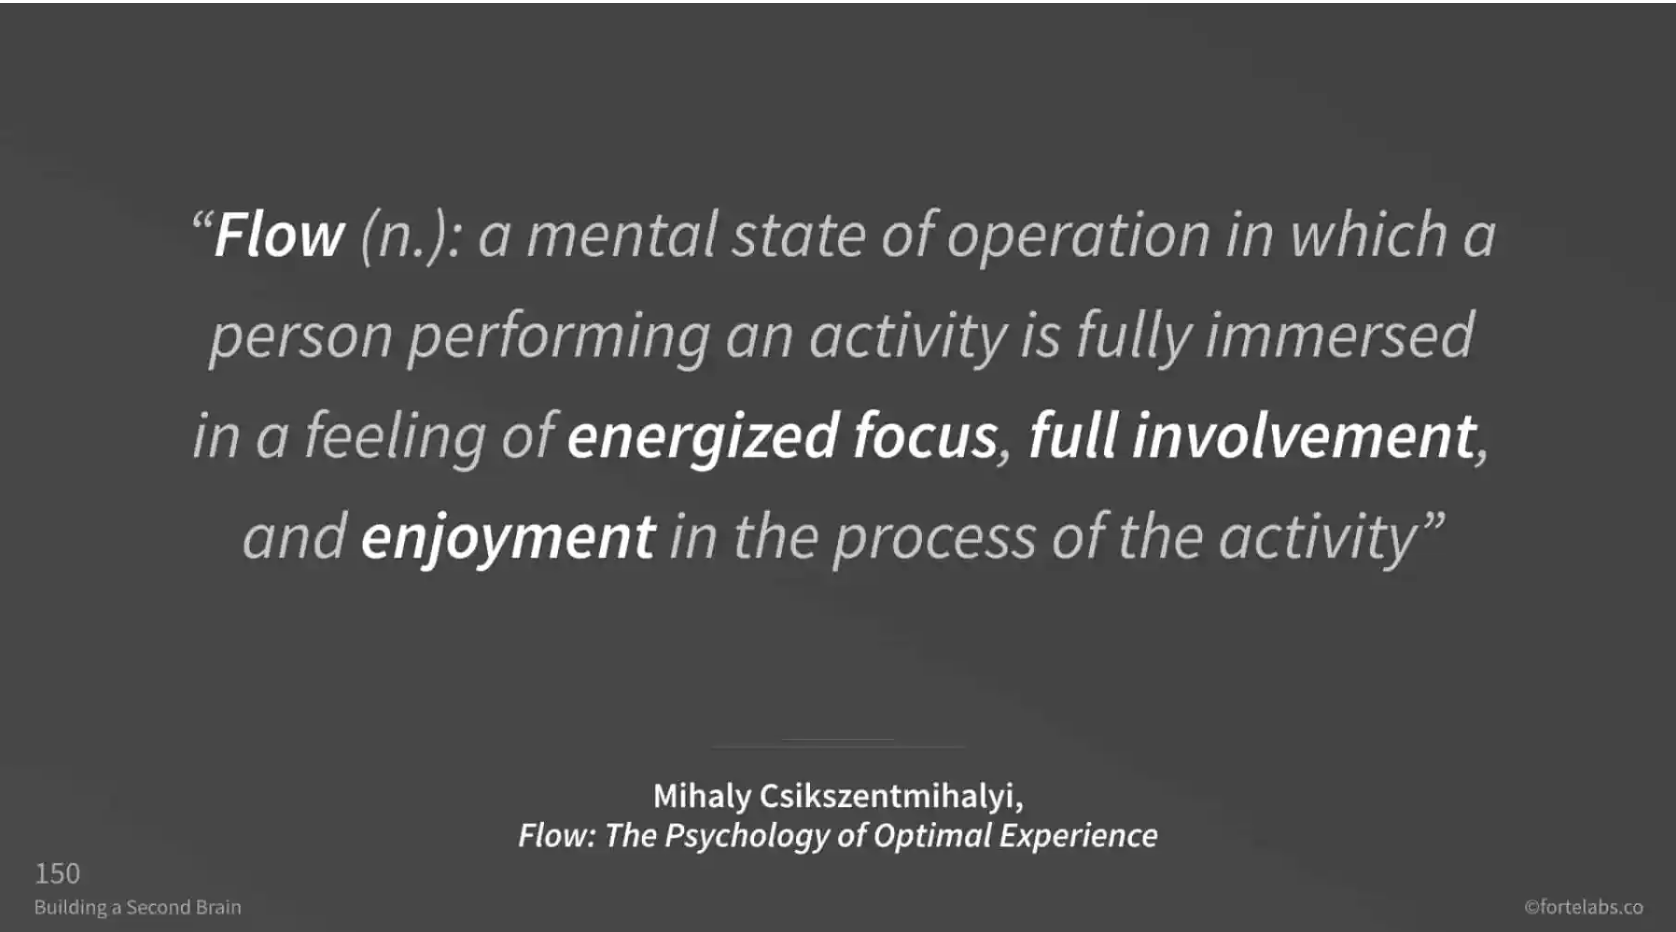 “Flow (n.): a mental state of operation in which a
person performing an activity is fully immersed
in a feeling of energized focus, full involvement,
and enjoyment in the process of the activity”
Mihaly Csikszentmihalyi,
Flow: The Psychology of Optimal Experience
150
Building a Second Brain
©fortelabs.co